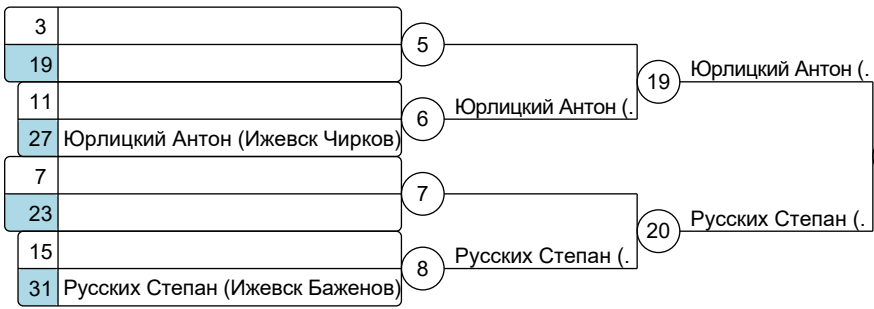 3
5
19
19 Юрлицкий Антон (.
11
6 Юрлицкий Антон (.
27 Юрлицкий Антон (Ижевск Чирков)
7
7
23
20 Русских Степан (.
15
8 Русских Степан (.
31 Русских Степан (Ижевск Баженов)